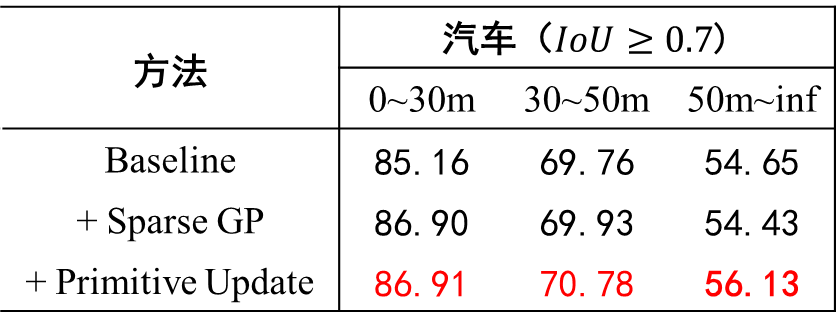 方法 汽车（IoU ≥ 0.7）
0~30m 30~50m 50m~inf
Baseline 85.16 69.76 54.65
+ Sparse GP 86.90 69.93 54.43
+ Primitive Update 86.91 70.78 56.13